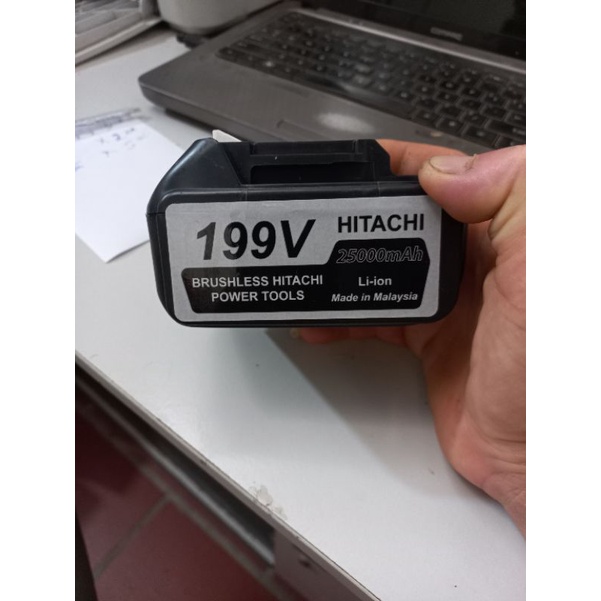 199V
HITACHI
25000mAh
BRUSHLESS HITACHI
POWER TOOLS
Li-ion
Made in Malaysia